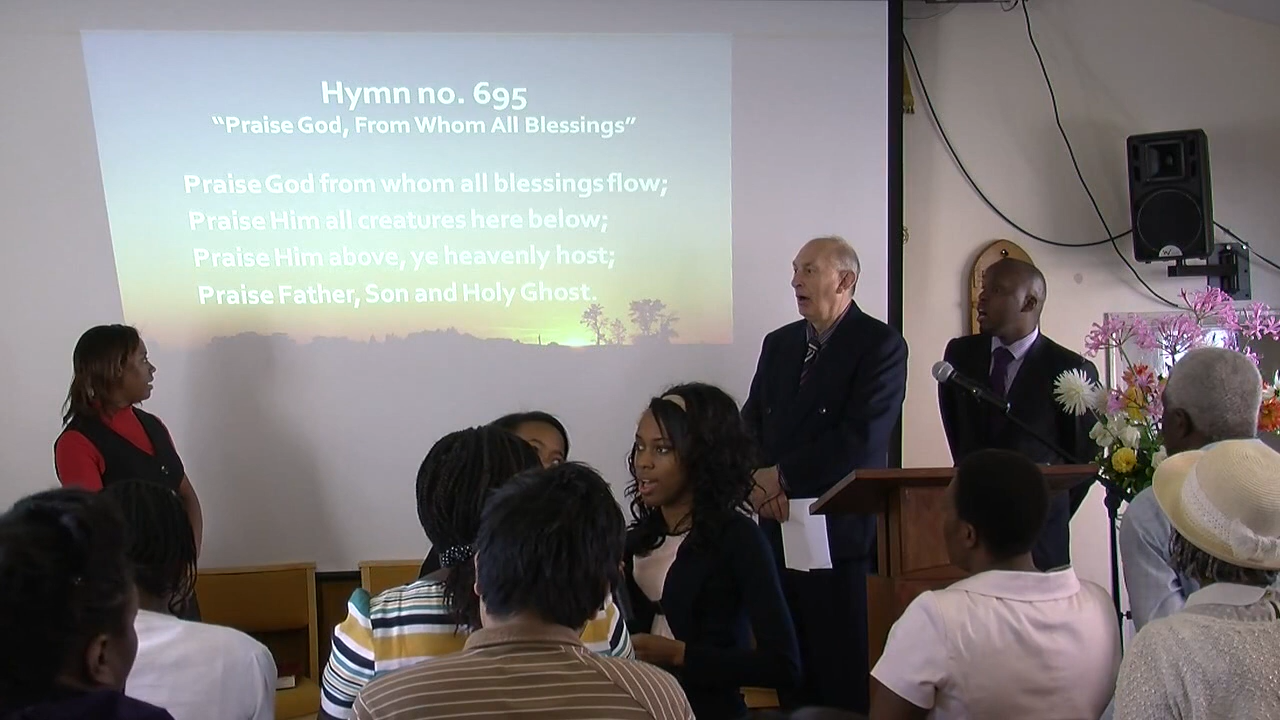 Hymn no. 695
“Praise God, From Whom All Blessings”
Praise God from whom all blessings flow;
Praise Him all creatures here below;
Praise Him above, ye heavenly host;
Praise Father, Son and Holy Ghost.